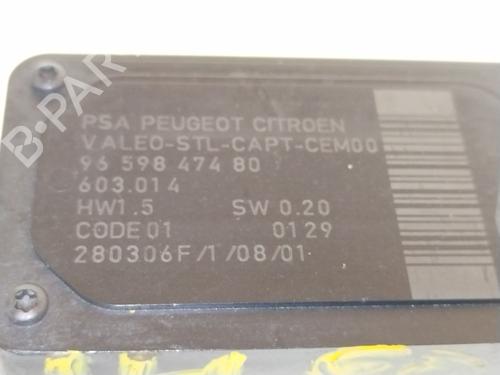 PSA PEUGEOT CITROEN
VALEO-STL-CAPT-CEM00
96 598 474 80
603.014
HW1.5 SW 0.20
CODE 01 0129
280306F/1/08/01
B-PAR